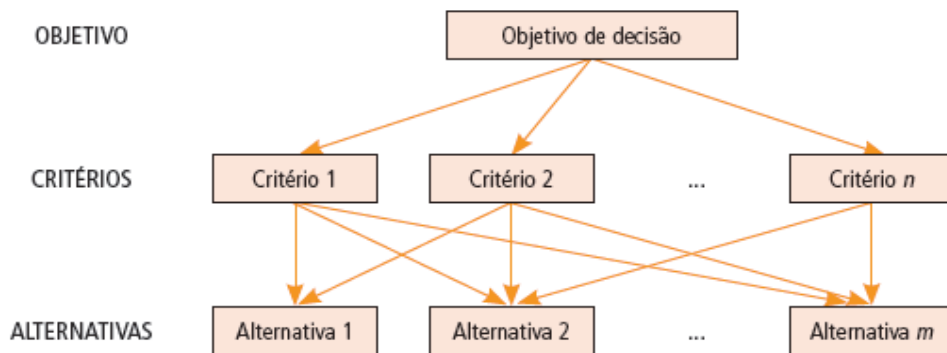 OBJETIVO
Objetivo de decisão
CRITÉRIOS
Critério 1
Critério 2
...
Critério n
ALTERNATIVAS
Alternativa 1
Alternativa 2
...
Alternativa m